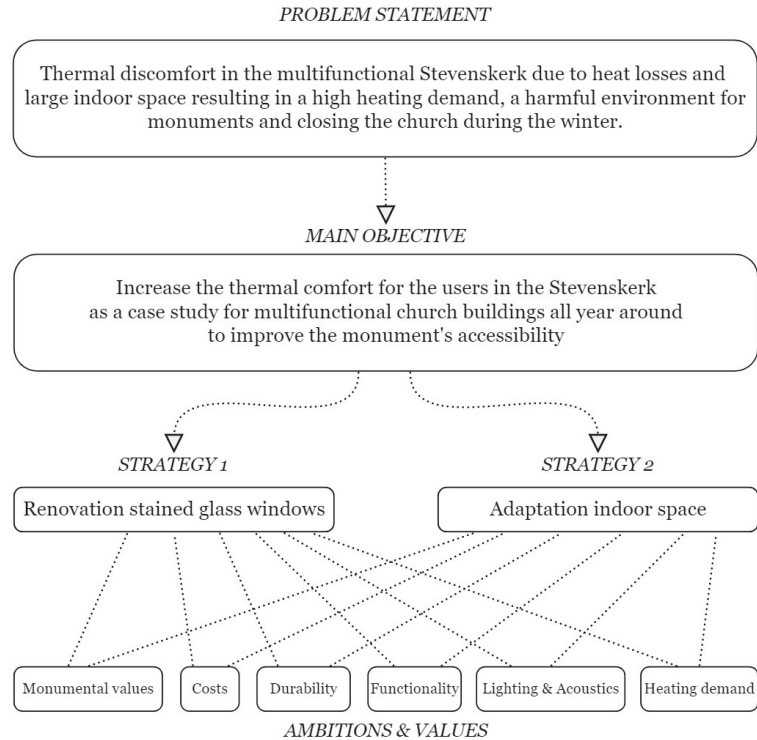 PROBLEM STATEMENT
Thermal discomfort in the multifunctional Stevenskerk due to heat losses and
large indoor space resulting in a high heating demand, a harmful environment for
monuments and closing the church during the winter.
MAIN OBJECTIVE
Increase the thermal comfort for the users in the Stevenskerk
as a case study for multifunctional church buildings all year around
to improve the monument's accessibility
STRATEGY 1
STRATEGY 2
Renovation stained glass windows
Adaptation indoor space
Monumental values
Costs
Durability
Functionality
Lighting & Acoustics
Heating demand
AMBITIONS & VALUES